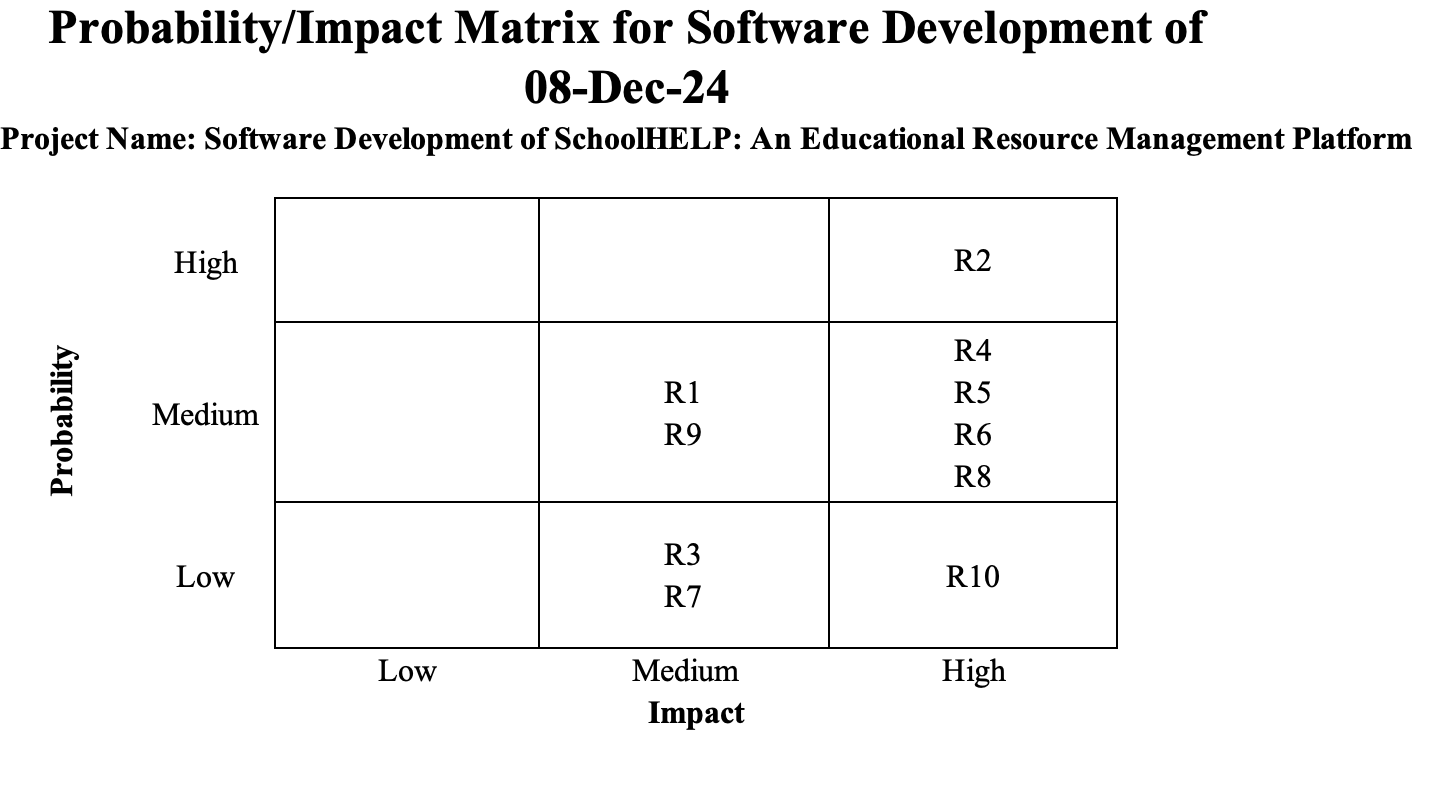 Probability/Impact Matrix for Software Development of
08-Dec-24
Project Name: Software Development of SchoolHELP: An Educational Resource Management Platform
Probability
High
R2
Medium
R1
R9
R4
R5
R6
R8
Low
R3
R7
R10
Low
Medium
High
Impact